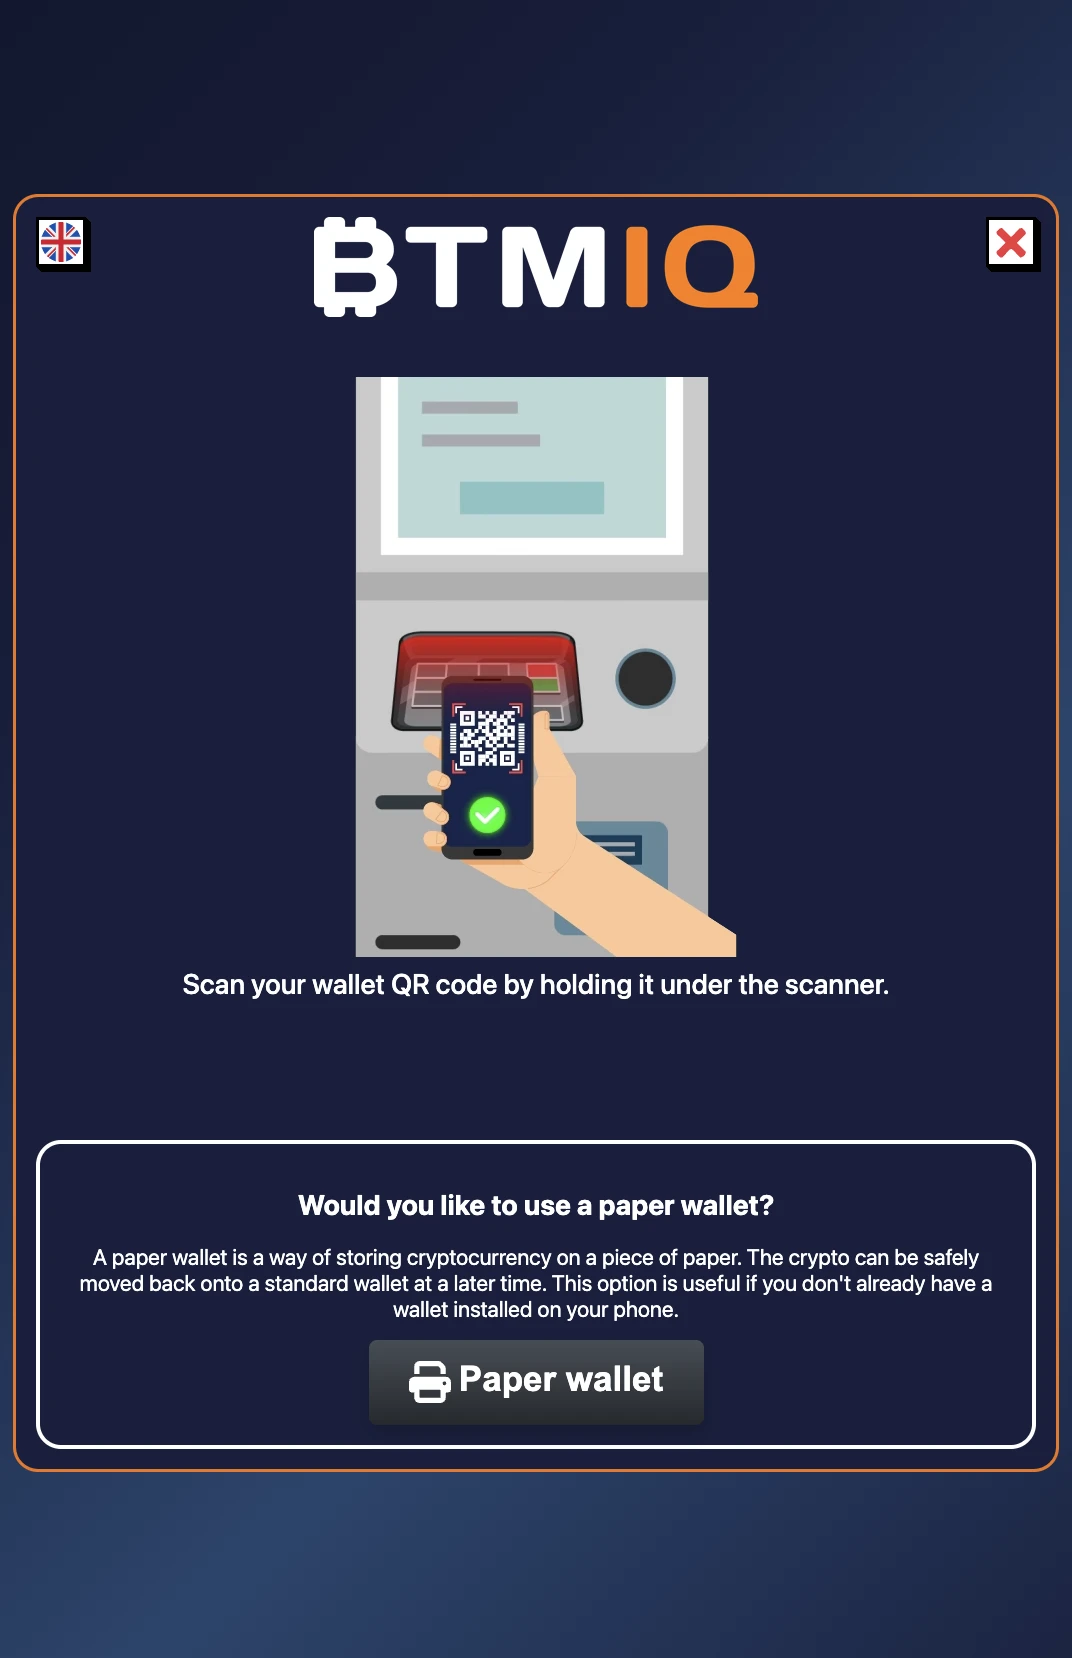 BTMIQ
Scan your wallet QR code by holding it under the scanner.
Would you like to use a paper wallet?
A paper wallet is a way of storing cryptocurrency on a piece of paper. The crypto can be safely
moved back onto a standard wallet at a later time. This option is useful if you don't already have a
wallet installed on your phone.
Paper wallet